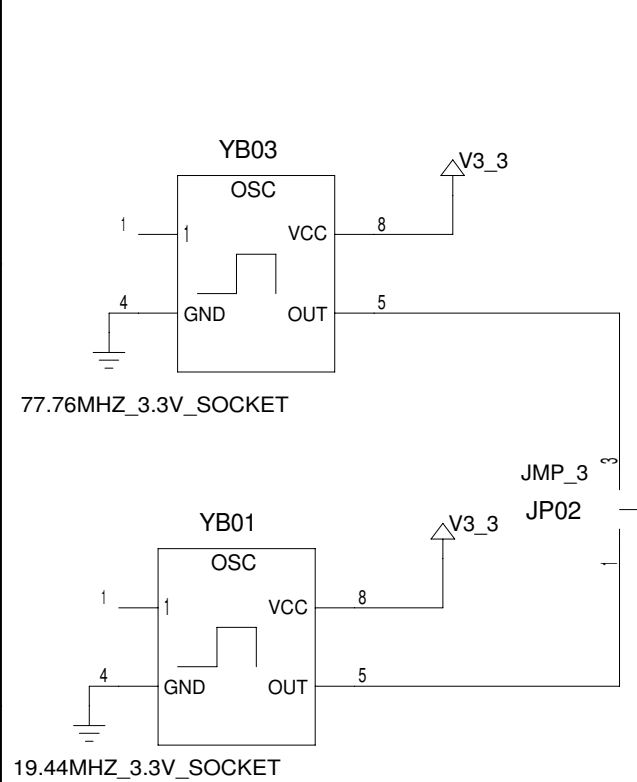 YB03
V3_3
OSC
1 1 VCC 8
4 GND OUT 5
77.76MHZ_3.3V_SOCKET
3
JMP_3
JP02
YB01
V3_3
OSC
1
1 1 VCC 8
4 GND OUT 5
19.44MHZ_3.3V_SOCKET